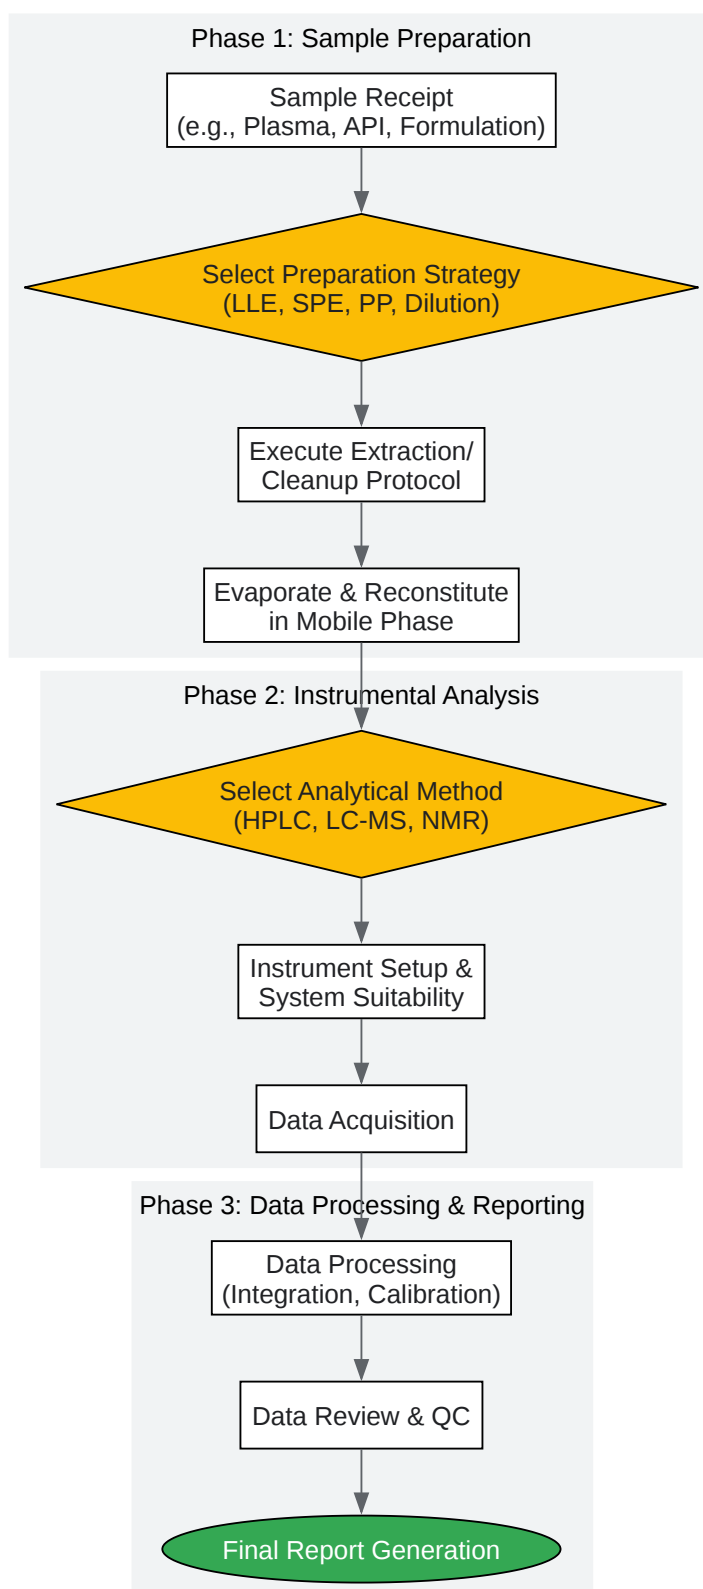 Phase 1: Sample Preparation
Sample Receipt
(e.g., Plasma, API, Formulation)
Select Preparation Strategy
(LLE, SPE, PP, Dilution)
Execute Extraction/
Cleanup Protocol
Evaporate & Reconstitute
in Mobile Phase
Phase 2: Instrumental Analysis
Select Analytical Method
(HPLC, LC-MS, NMR)
Instrument Setup &
System Suitability
Data Acquisition
Phase 3: Data Processing & Reporting
Data Processing
(Integration, Calibration)
Data Review & QC
Final Report Generation